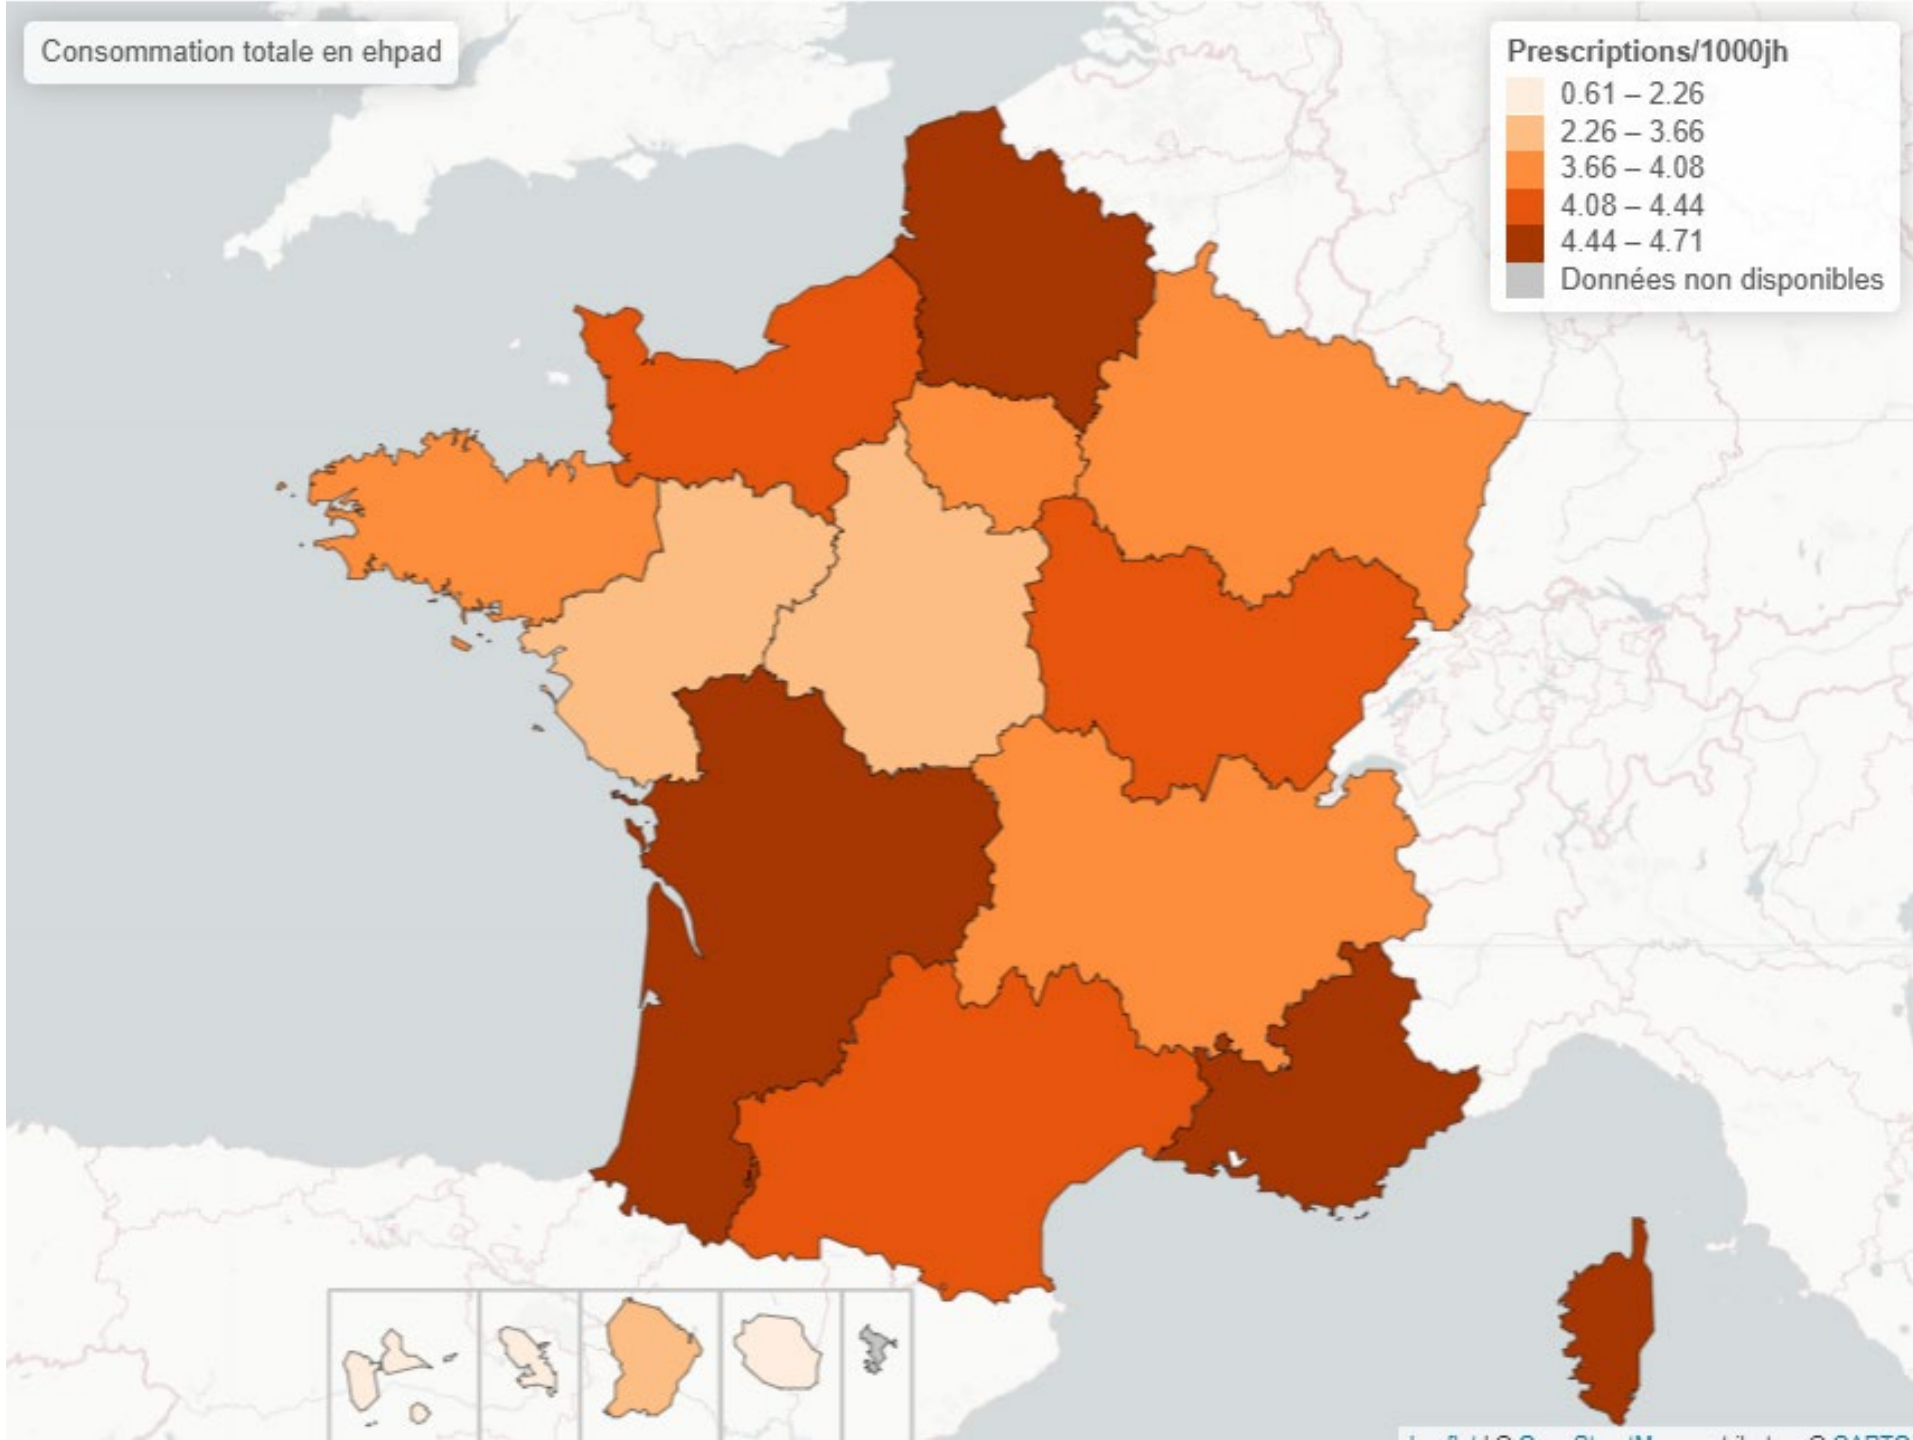 Consommation totale en ehpad
Prescriptions/1000jh
0.61 – 2.26
2.26 – 3.66
3.66 – 4.08
4.08 – 4.44
4.44 – 4.71
Données non disponibles